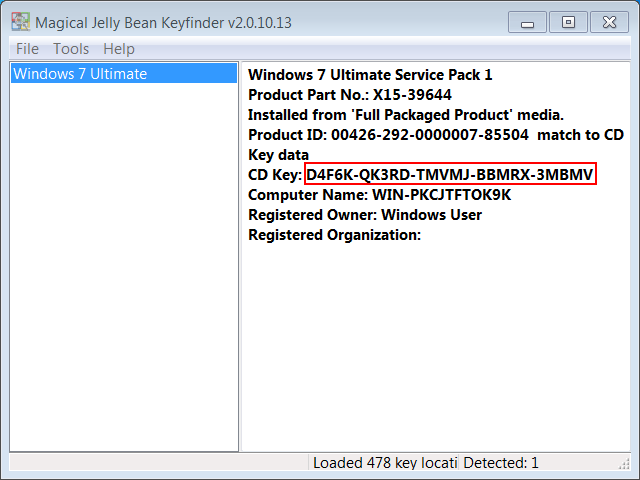 Magical Jelly Bean Keyfinder v2.0.10.13
File Tools Help
Windows 7 Ultimate
Windows 7 Ultimate Service Pack 1
Product Part No.: X15-39644
Installed from 'Full Packaged Product' media.
Product ID: 00426-292-0000007-85504 match to CD
Key data
CD Key: D4F6K-QK3RD-TMVMJ-BBMRX-3MBMV
Computer Name: WIN-PKCJTFTOK9K
Registered Owner: Windows User
Registered Organization:
Loaded 478 key locati Detected: 1